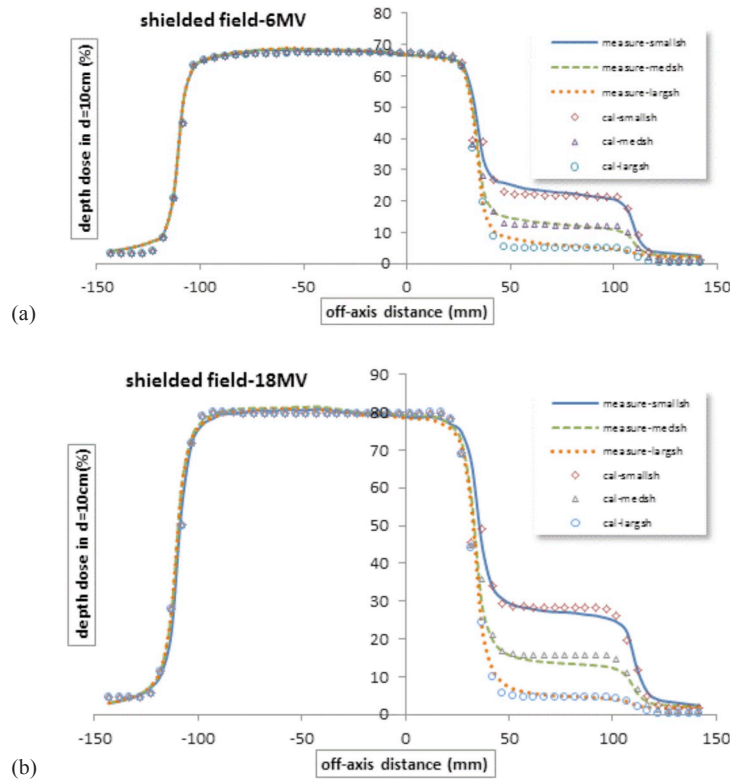 shielded field-6MV
depth dose in d=10cm (%)
80
70
60
50
40
30
20
10
0
-150 -100 -50 0 50 100 150
off-axis distance (mm)
measure-smallsh
measure-medsh
measure-largsh
cal-smallsh
cal-medsh
cal-largsh
(a)
shielded field-18MV
depth dose in d=10cm(%)
90
80
70
60
50
40
30
20
10
0
-150 -100 -50 0 50 100 150
off-axis distance (mm)
measure-smallsh
measure-medsh
measure-largsh
cal-smallsh
cal-medsh
cal-largsh
(b)